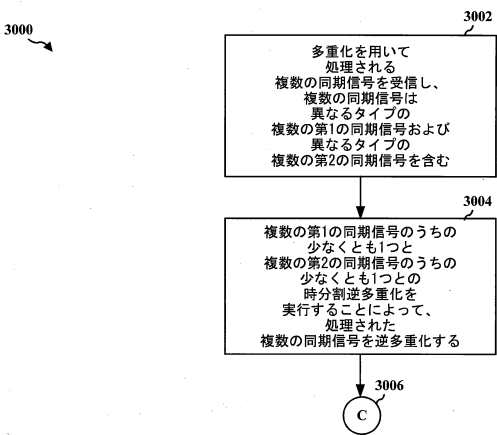 3000
3002
多重化を用いて
処理される
複数の同期信号を受信し、
複数の同期信号は
異なるタイプの
複数の第1の同期信号および
異なるタイプの
複数の第2の同期信号を含む
3004
複数の第1の同期信号のうちの
少なくとも1つと
複数の第2の同期信号のうちの
少なくとも1つとの
時分割逆多重化を
実行することによって、
処理された
複数の同期信号を逆多重化する
3006
C